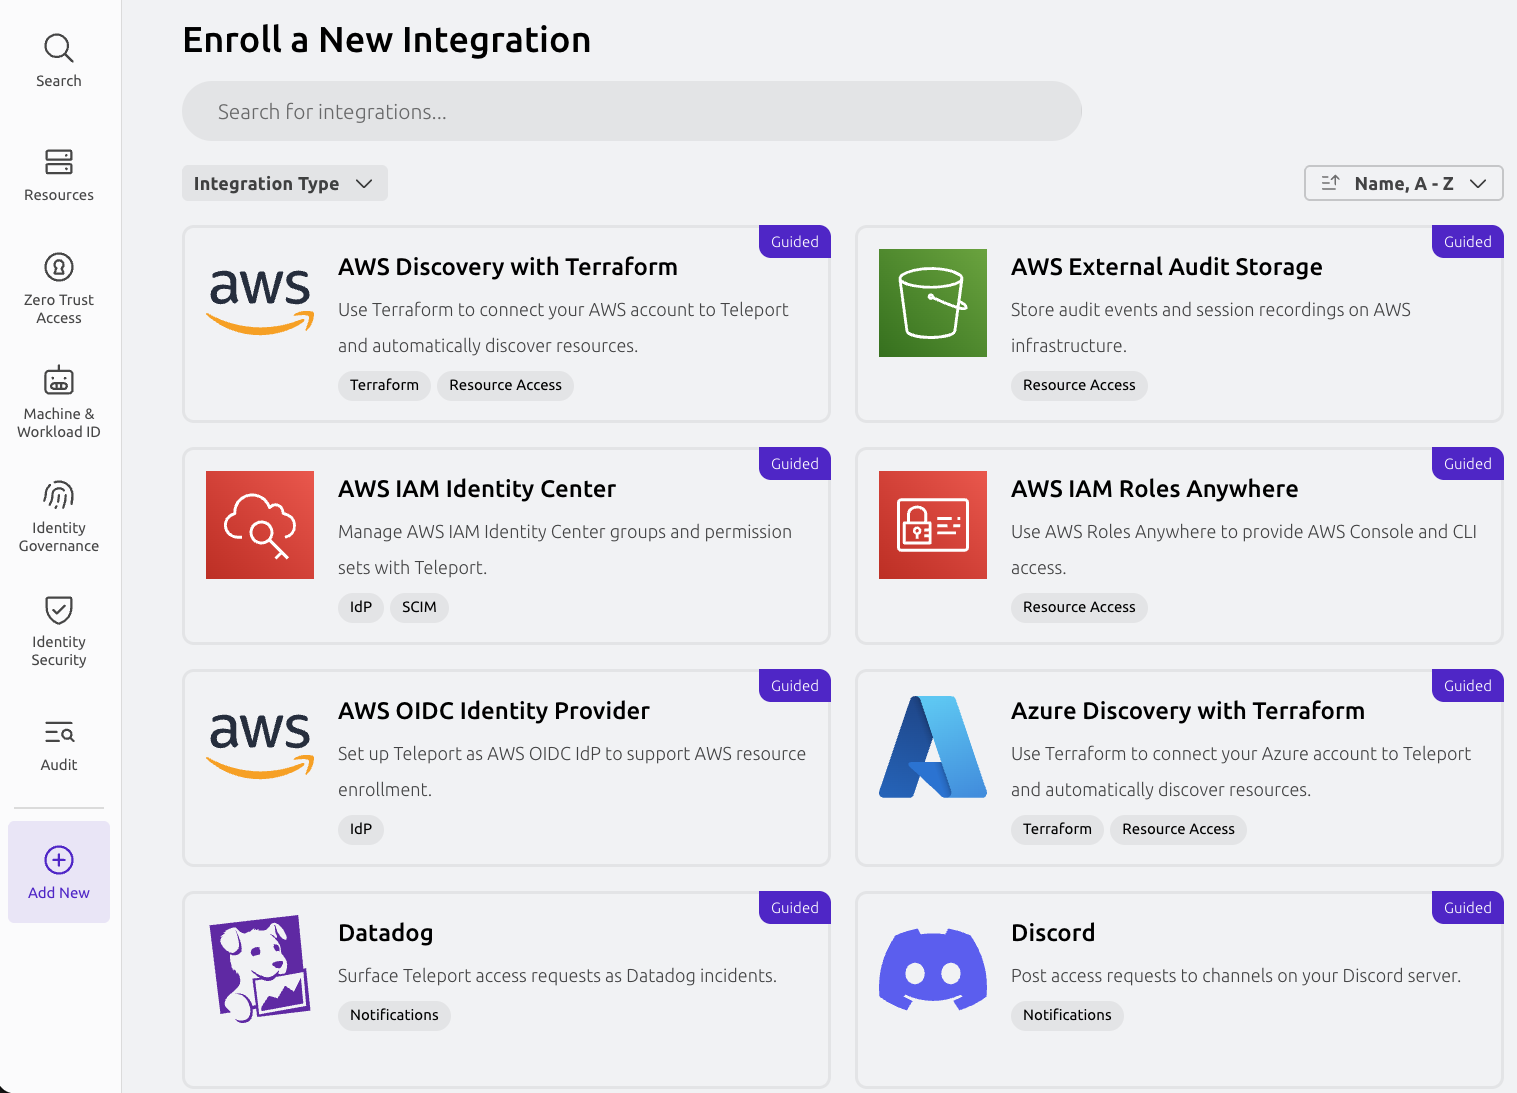 Enroll a New Integration
Search
Search for integrations...
Resources
Integration Type
Name, A - Z
Zero Trust
Access
Machine &
Workload ID
Identity
Governance
Identity
Security
Audit
Add New
Guided
aws
AWS Discovery with Terraform
Use Terraform to connect your AWS account to Teleport
and automatically discover resources.
Terraform
Resource Access
Guided
AWS External Audit Storage
Store audit events and session recordings on AWS
infrastructure.
Resource Access
Guided
AWS IAM Identity Center
Manage AWS IAM Identity Center groups and permission
sets with Teleport.
IdP
SCIM
Guided
AWS IAM Roles Anywhere
Use AWS Roles Anywhere to provide AWS Console and CLI
access.
Resource Access
Guided
aws
AWS OIDC Identity Provider
Set up Teleport as AWS OIDC IdP to support AWS resource
enrollment.
IdP
Guided
Azure Discovery with Terraform
Use Terraform to connect your Azure account to Teleport
and automatically discover resources.
Terraform
Resource Access
Guided
Datadog
Surface Teleport access requests as Datadog incidents.
Notifications
Guided
Discord
Post access requests to channels on your Discord server.
Notifications